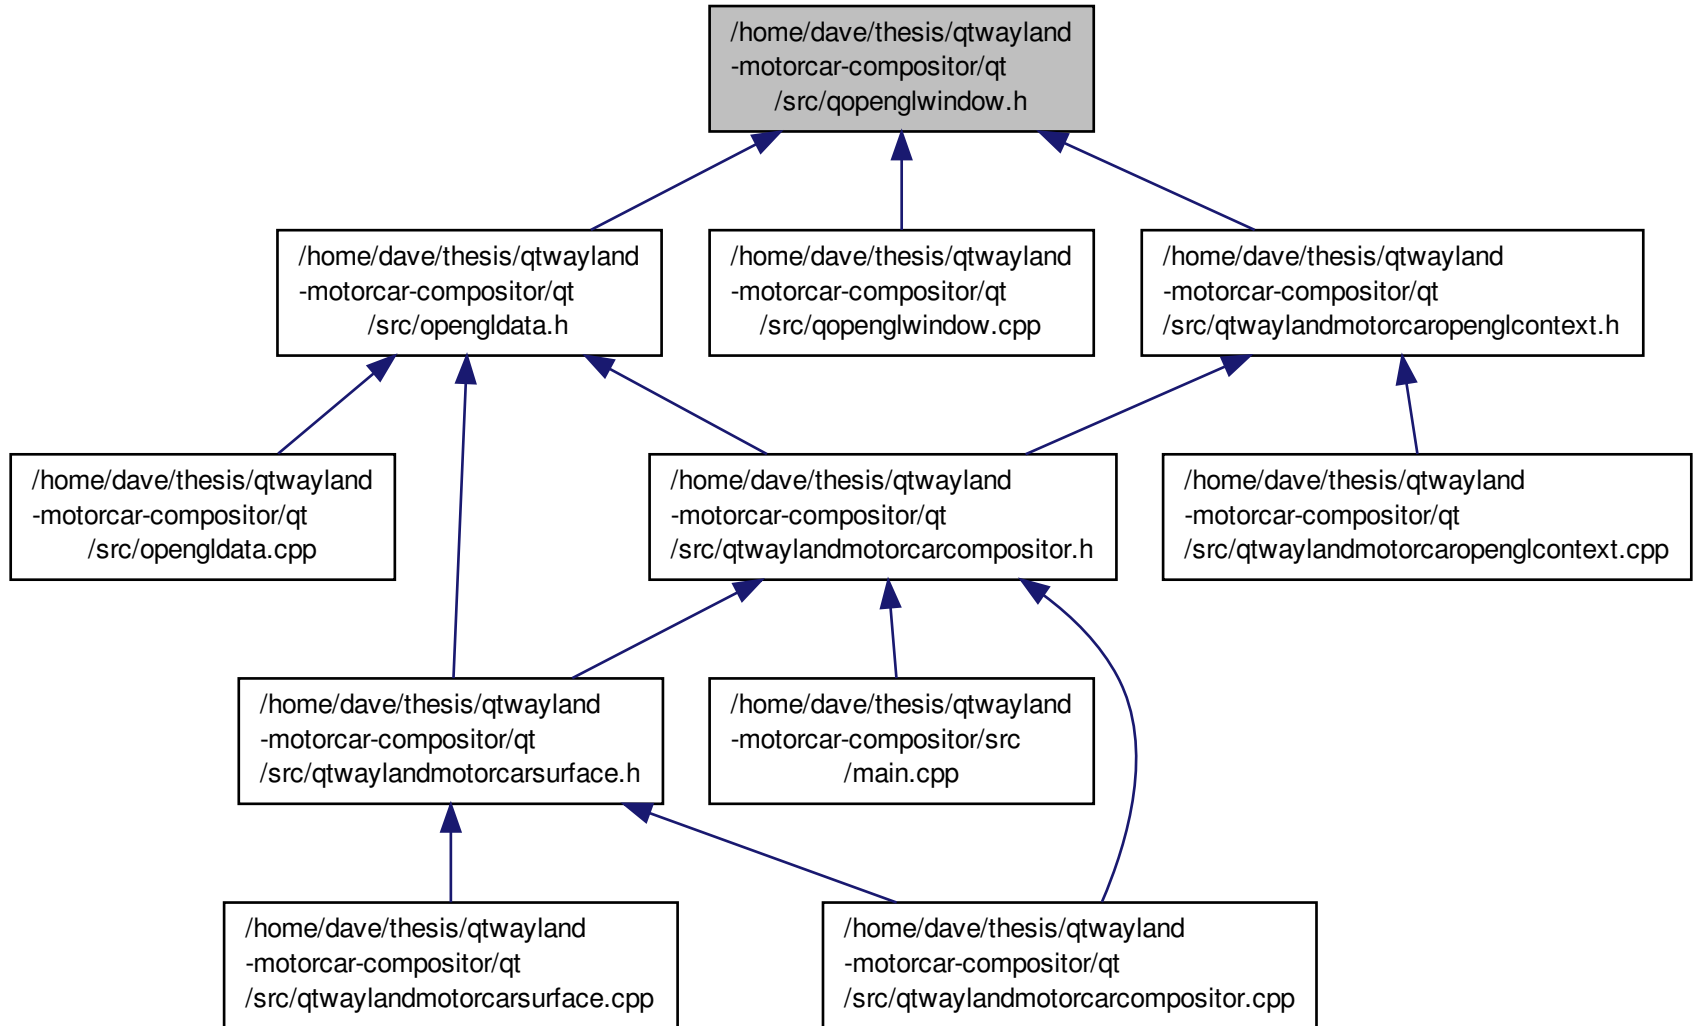 /home/dave/thesis/qtwayland
-motorcar-compositor/qt
/src/qopenglwindow.h
/home/dave/thesis/qtwayland
-motorcar-compositor/qt
/src/opengldata.h
/home/dave/thesis/qtwayland
-motorcar-compositor/qt
/src/qopenglwindow.cpp
/home/dave/thesis/qtwayland
-motorcar-compositor/qt
/src/qtwaylandmotorcaropenglcontext.h
/home/dave/thesis/qtwayland
-motorcar-compositor/qt
/src/opengldata.cpp
/home/dave/thesis/qtwayland
-motorcar-compositor/qt
/src/qtwaylandmotorcarcompositor.h
/home/dave/thesis/qtwayland
-motorcar-compositor/qt
/src/qtwaylandmotorcaropenglcontext.cpp
/home/dave/thesis/qtwayland
-motorcar-compositor/qt
/src/qtwaylandmotorcarsurface.h
/home/dave/thesis/qtwayland
-motorcar-compositor/src
/main.cpp
/home/dave/thesis/qtwayland
-motorcar-compositor/qt
/src/qtwaylandmotorcarsurface.cpp
/home/dave/thesis/qtwayland
-motorcar-compositor/qt
/src/qtwaylandmotorcarcompositor.cpp